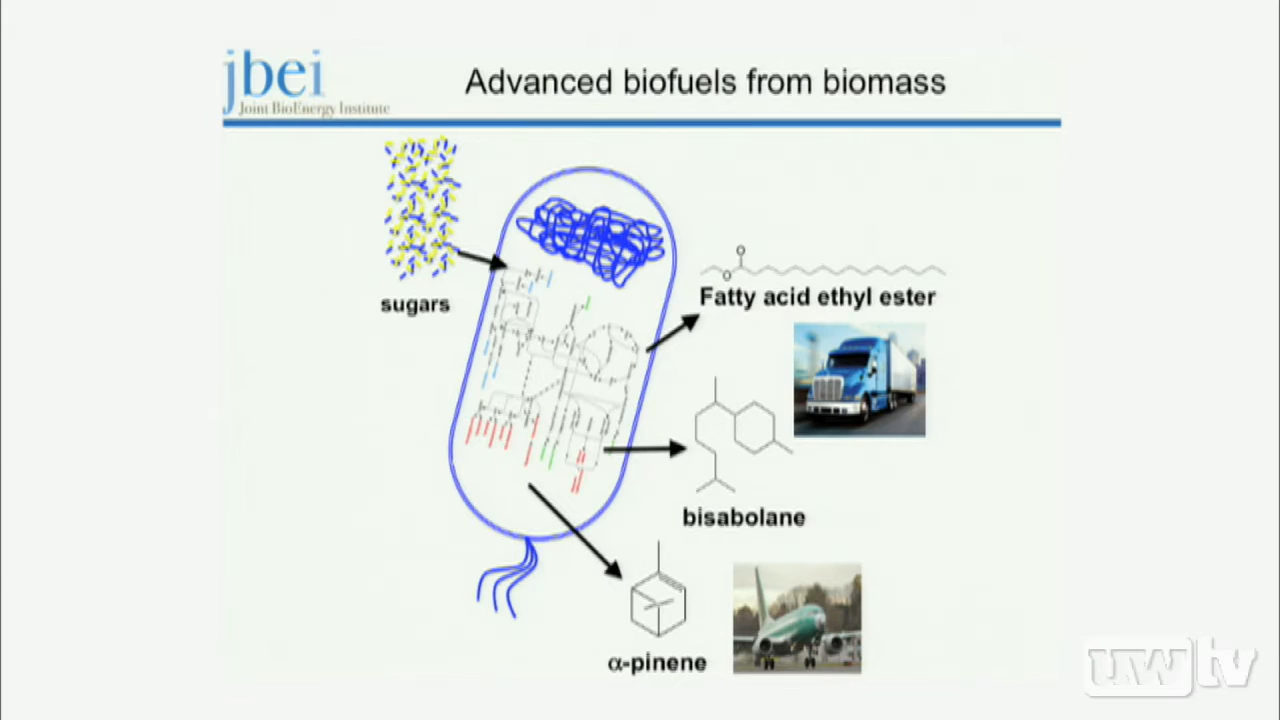 jbei
Joint BioEnergy Institute
Advanced biofuels from biomass
sugars
O
O
Fatty acid ethyl ester
bisabolane
α-pinene
uwtv